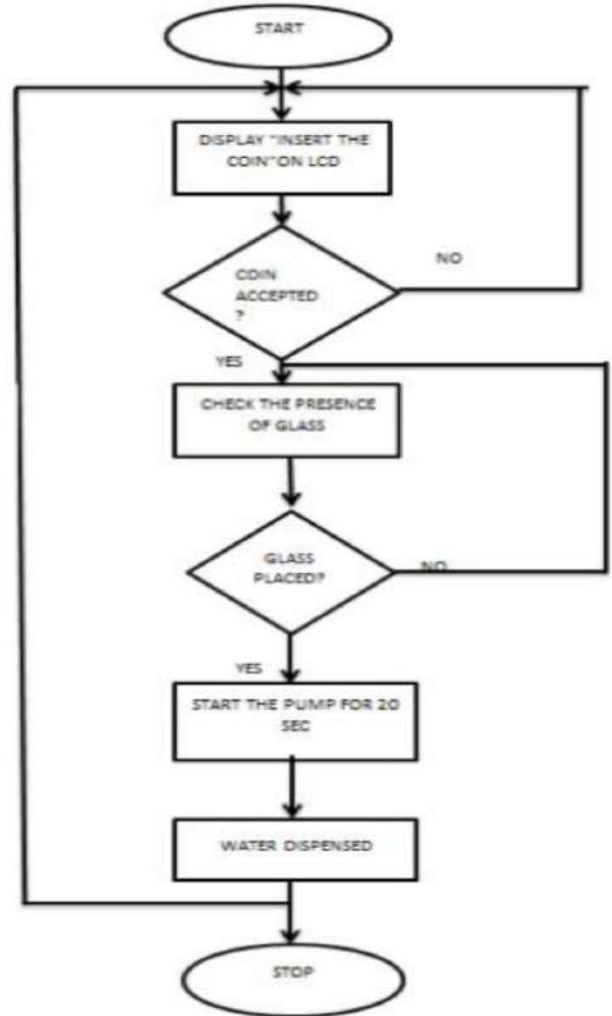 START
DISPLAY "INSERT THE
COIN" ON LCD
COIN
ACCEPTED
?
NO
YES
CHECK THE PRESENCE
OF GLASS
GLASS
PLACED?
NO
YES
START THE PUMP FOR 20
SEC
WATER DISPENSED
STOP